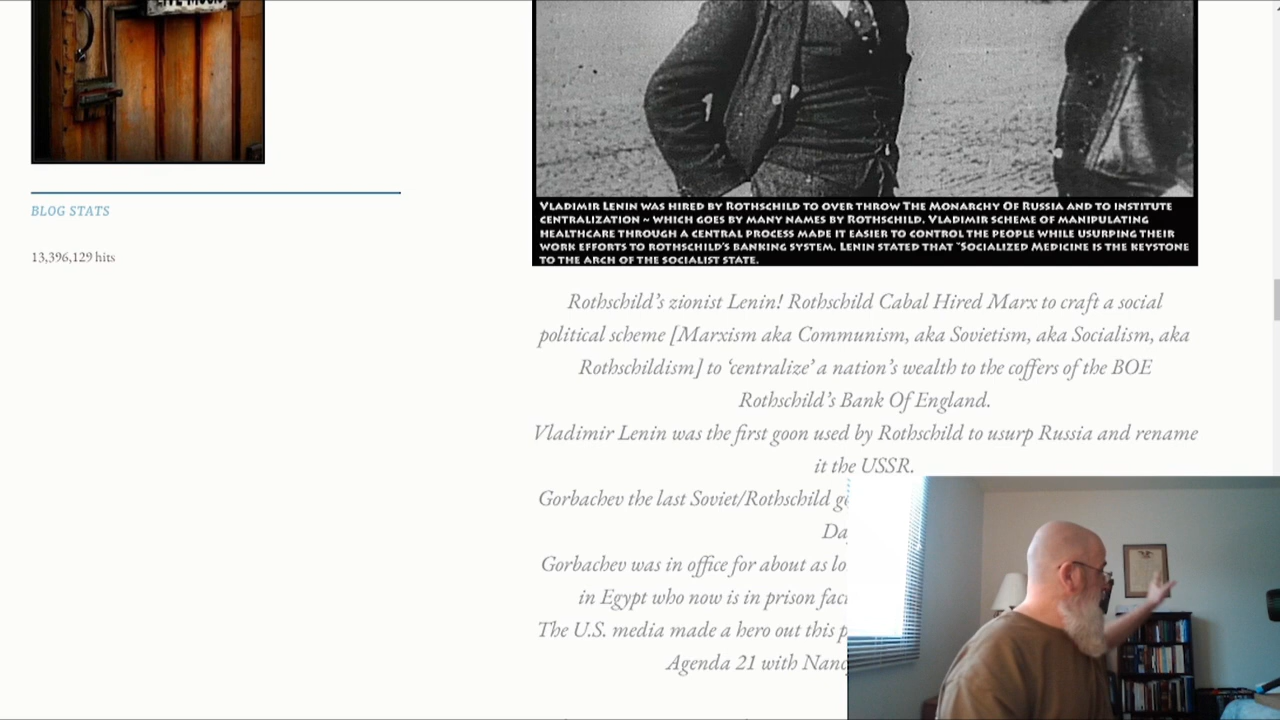 BLOG STATS
13,396,129 hits
VLADIMIR LENIN WAS HIRED BY ROTHSCHILD TO OVER THROW THE MONARCHY OF RUSSIA AND TO INSTITUTE
CENTRALIZATION ~ WHICH GOES BY MANY NAMES BY ROTHSCHILD. VLADIMIR SCHEME OF MANIPULATING
HEALTHCARE THROUGH A CENTRAL PROCESS MADE IT EASIER TO CONTROL THE PEOPLE WHILE USURPING THEIR
WORK EFFORTS TO ROTHSCHILD'S BANKING SYSTEM. LENIN STATED THAT "SOCIALIZED MEDICINE IS THE KEYSTONE
TO THE ARCH OF THE SOCIALIST STATE.
Rothschild's zionist Lenin! Rothschild Cabal Hired Marx to craft a social
political scheme [Marxism aka Communism, aka Sovietism, aka Socialism, aka
Rothschildism] to 'centralize' a nation's wealth to the coffers of the BOE
Rothschild's Bank Of England.
Vladimir Lenin was the first goon used by Rothschild to usurp Russia and rename
it the USSR.
Gorbachev the last Soviet/Rothschild
Gorbachev was in office for about as
in Egypt who now is in prison
The U.S. media made a hero out this
Agenda 21 with